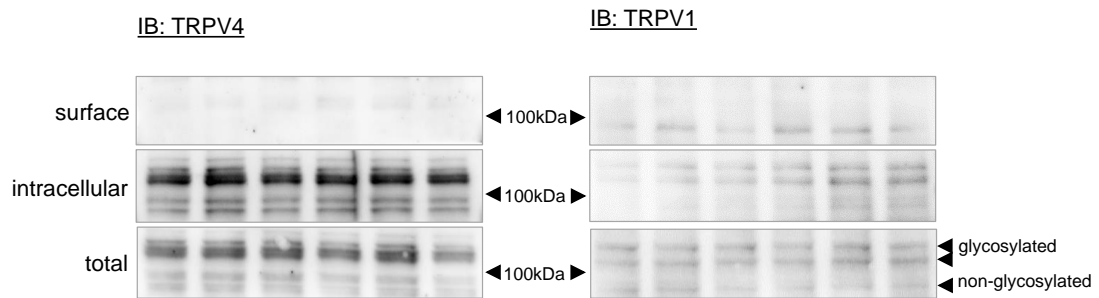 IB: TRPV4
IB: TRPV1
surface
100kDa
intracellular
100kDa
glycosylated
total
100kDa
non-glycosylated